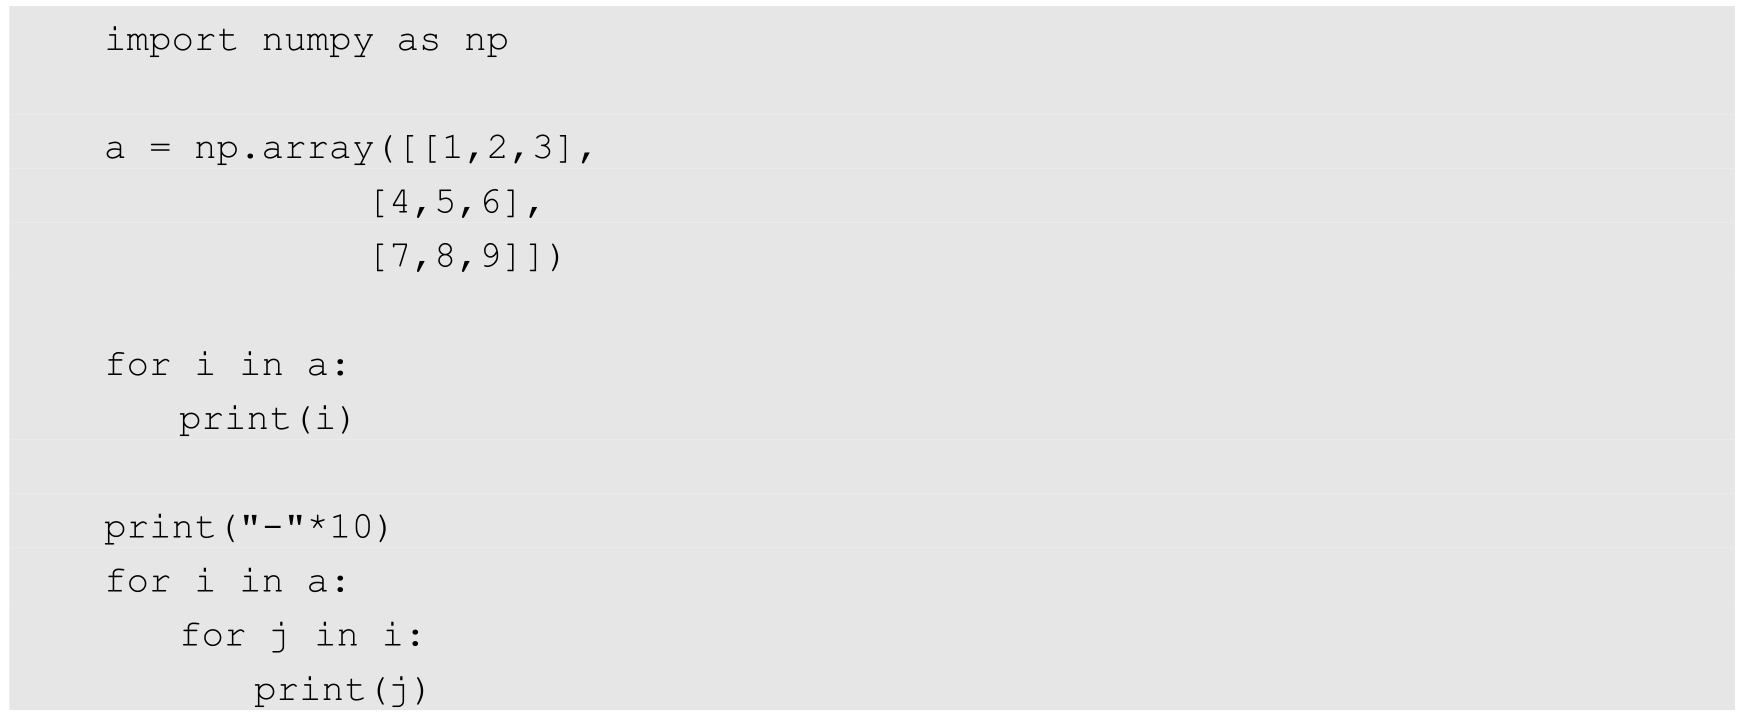 import numpy as np
a = np.array([[1,2,3],
[4,5,6],
[7,8,9]])
for i in a:
print(i)
print("-"*10)
for i in a:
for j in i:
print(j)